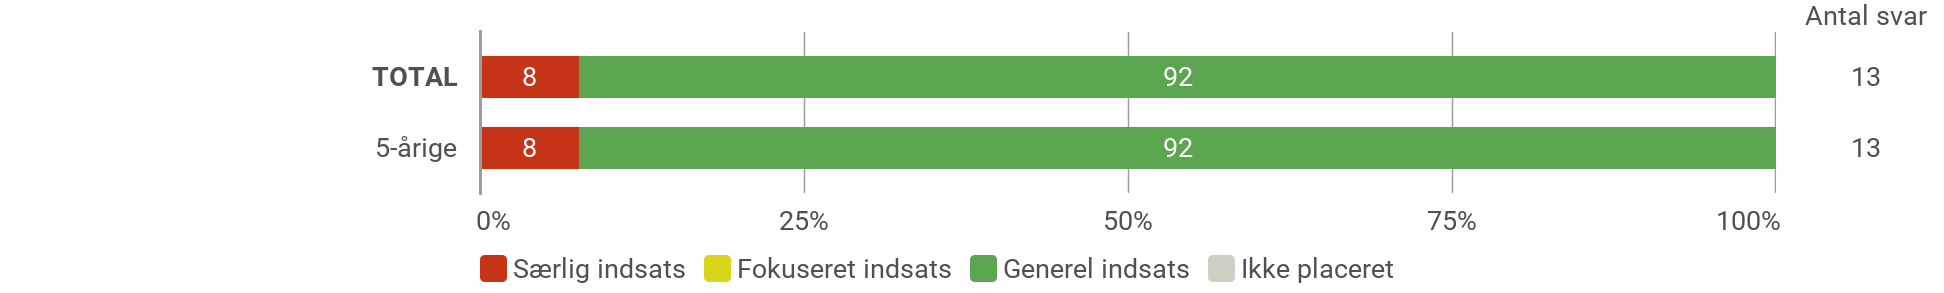 Antal svar
TOTAL 8 92 13
5-årige 8 92 13
0% 25% 50% 75% 100%
Særlig indsats Fokuseret indsats Generel indsats Ikke placeret